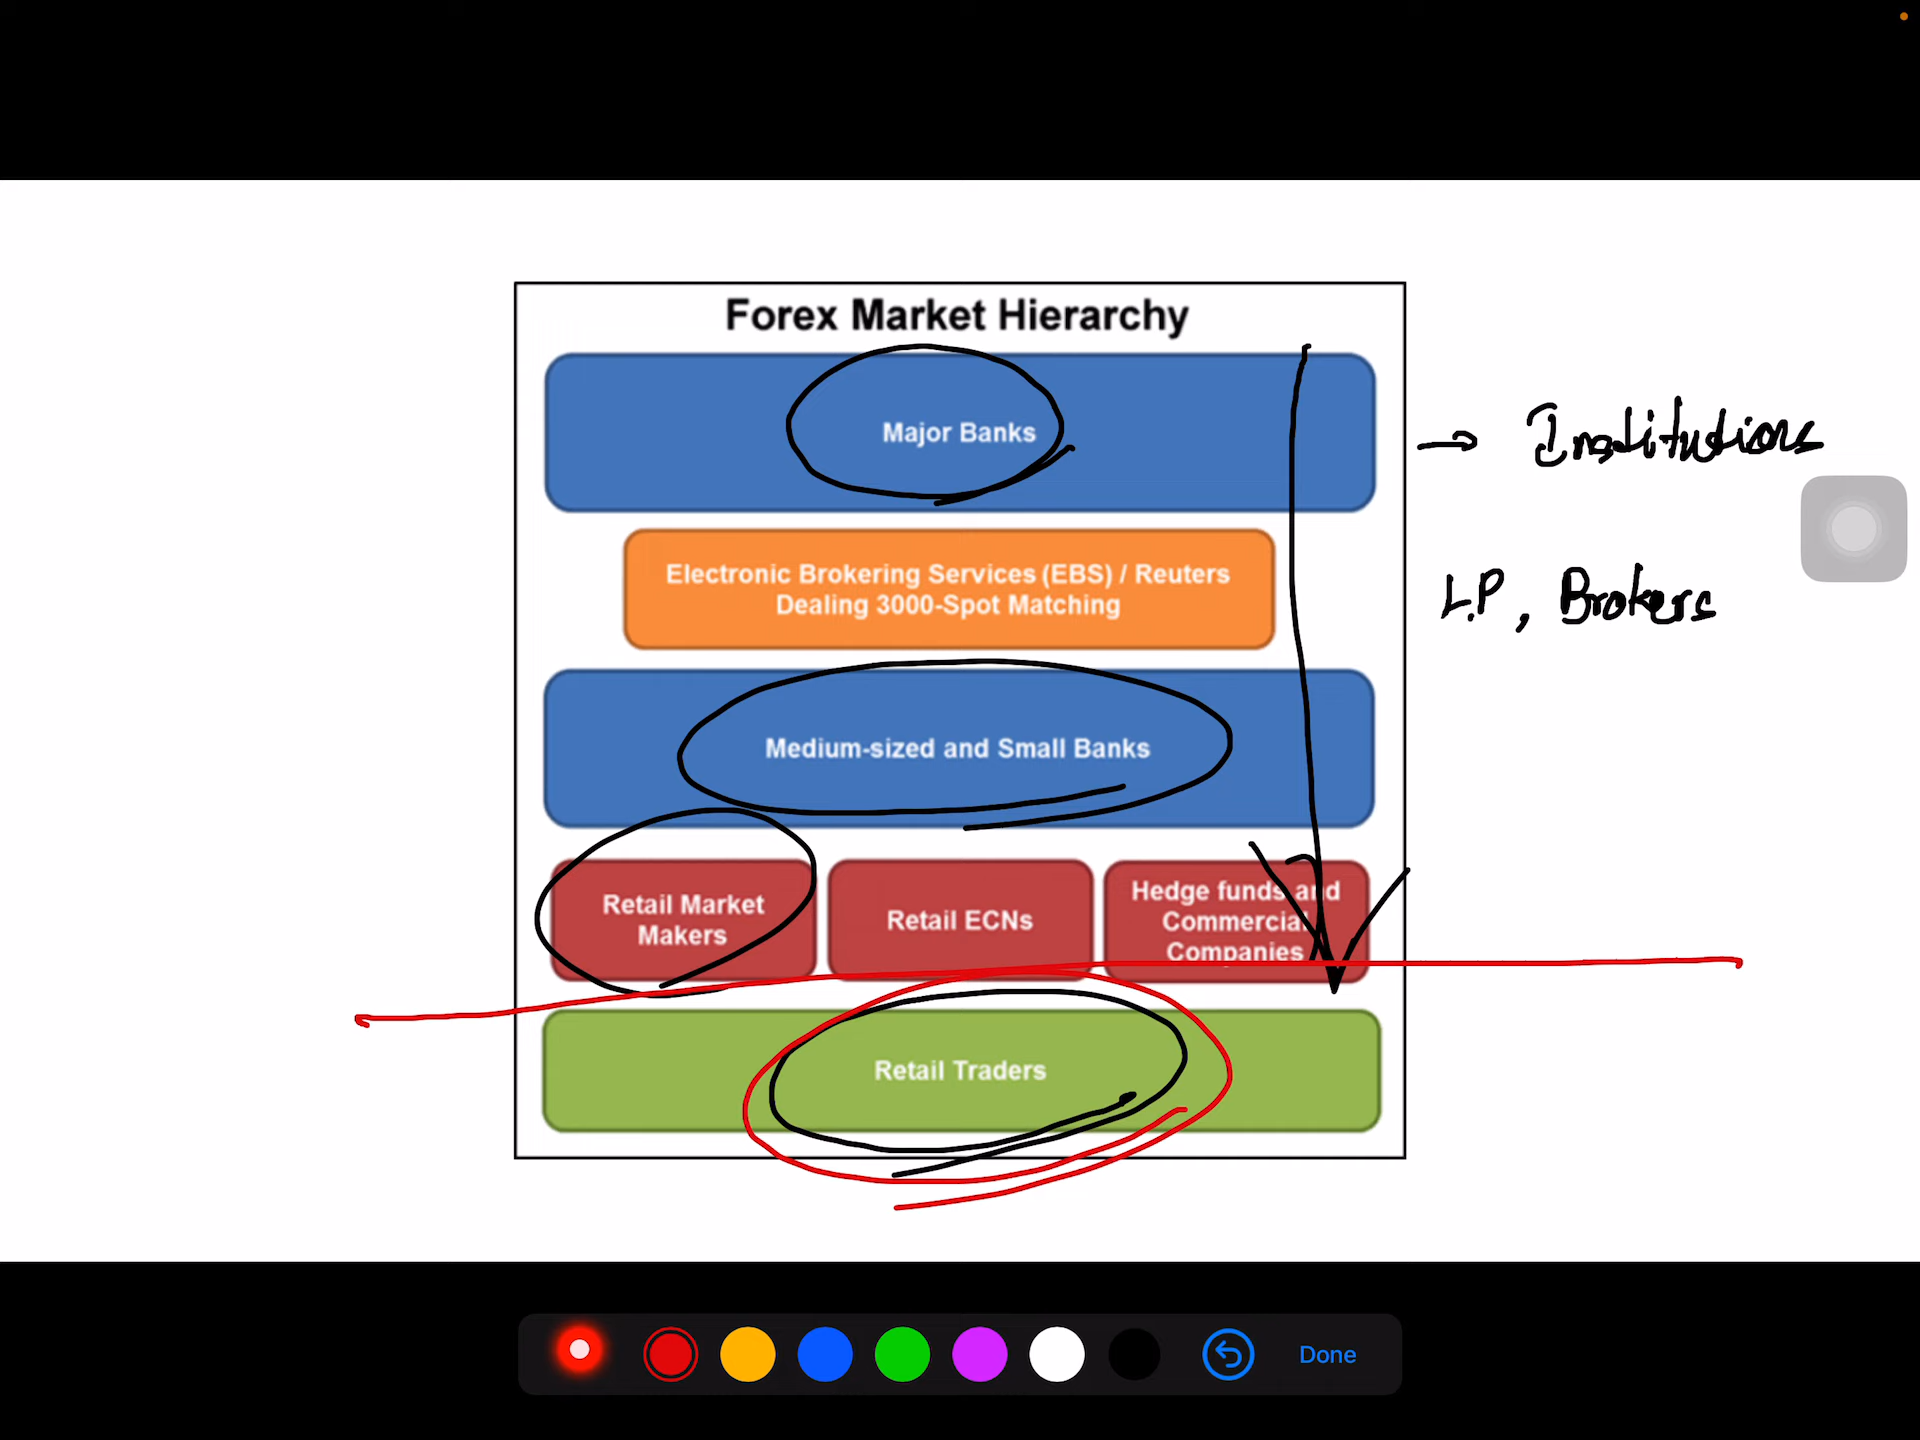 Forex Market Hierarchy
Major Banks
→ Institutions
Electronic Brokering Services (EBS) / Reuters
Dealing 3000-Spot Matching
L.P, Brokers
Medium-sized and Small Banks
Retail Market
Makers
Retail ECNs
Hedge funds and
Commercial
Companies
Retail Traders
Done